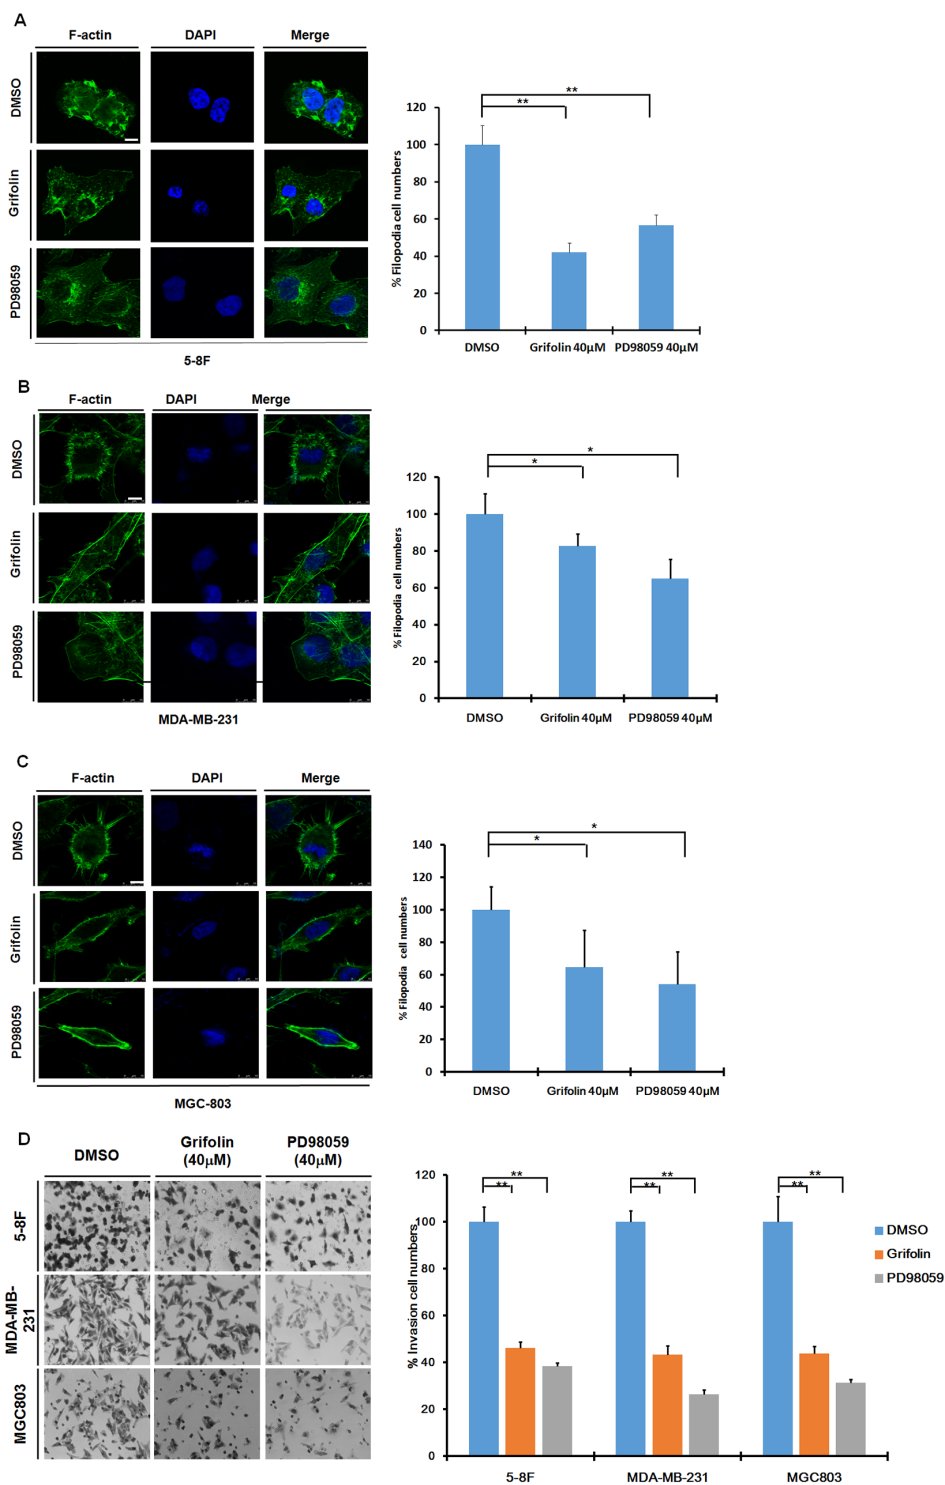 A
F-actin DAPI Merge
DMSO
Grifolin
PD98059
5-8F
% Filopodia cell numbers
120
100
80
60
40
20
0
** **
DMSO Grifolin 40μM PD98059 40μM
B
F-actin DAPI Merge
DMSO
Grifolin
PD98059
MDA-MB-231
% Filopodia cell numbers
120
100
80
60
40
20
0
* *
DMSO Grifolin 40μM PD98059 40μM
C
F-actin DAPI Merge
DMSO
Grifolin
PD98059
MGC-803
% Filopodia cell numbers
140
120
100
80
60
40
20
0
* *
DMSO Grifolin 40μM PD98059 40μM
D
DMSO Grifolin (40μM) PD98059 (40μM)
5-8F
MDA-MB-
231
MGC803
% Invasion cell numbers
120
100
80
60
40
20
0
** ** **
** ** **
5-8F MDA-MB-231 MGC803
DMSO
Grifolin
PD98059